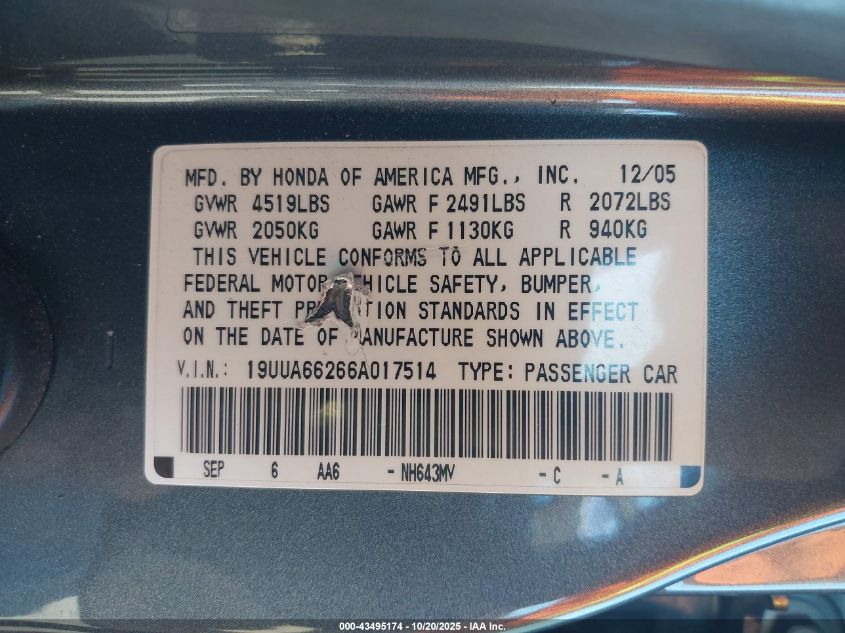 MFD. BY HONDA OF AMERICA MFG., INC. 12/05
GVWR 4519LBS GAWR F 2491LBS R 2072LBS
GVWR 2050KG GAWR F 1130KG R 940KG
THIS VEHICLE CONFORMS TO ALL APPLICABLE
FEDERAL MOTOR VEHICLE SAFETY, BUMPER,
AND THEFT STANDARDS IN EFFECT
ON THE DATE OF MANUFACTURE SHOWN ABOVE.
V.I.N.: 19UUA66266A017514 TYPE: PASSENGER CAR
SEP 6 AA6 - NH643MV - C - A
000-43495174 | 10/20/2025 - IAA Inc.